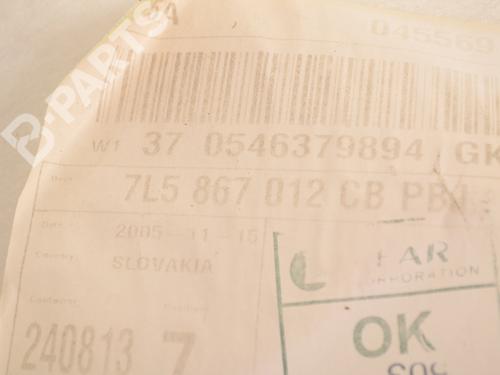 04556
B-PARTS
W1 37 0546379894 GK
7L5 867 012 CB PB4
2005-11-15
SLOVAKIA
240813 7
LEAR
CORPORATION
OK